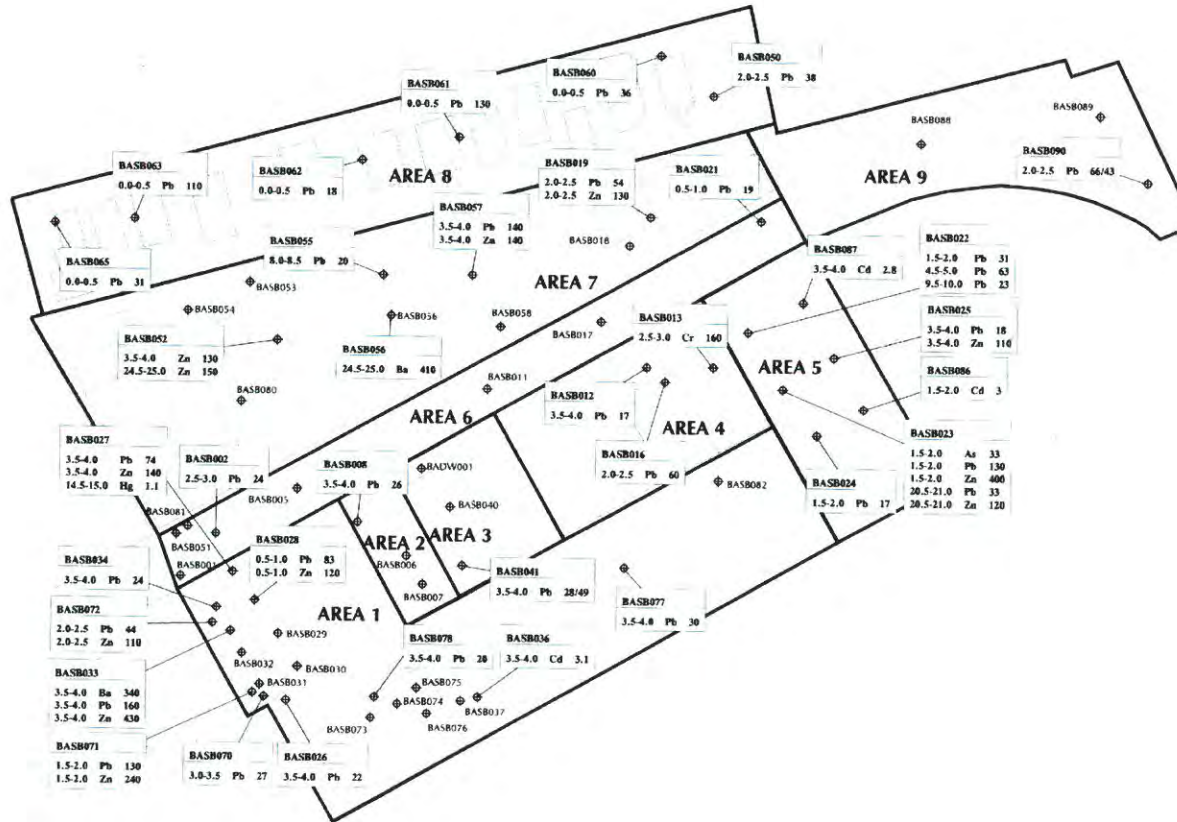 BASB050
2.0-2.5 Pb 38
BASB060
0.0-0.5 Pb 36
BASB061
0.0-0.5 Pb 130
BASB089
BASB088
BASB090
2.0-2.5 Pb 66/43
BASB063
0.0-0.5 Pb 110
BASB062
0.0-0.5 Pb 18
AREA 8
BASB019
2.0-2.5 Pb 54
2.0-2.5 Zn 130
BASB021
0.5-1.0 Pb 19
AREA 9
BASB057
3.5-4.0 Pb 140
3.5-4.0 Zn 140
BASB018
BASB055
8.0-8.5 Pb 20
BASB065
0.0-0.5 Pb 31
BASB053
BASB087
3.5-4.0 Cd 2.8
BASB022
1.5-2.0 Pb 31
4.5-5.0 Pb 63
9.5-10.0 Pb 23
AREA 7
BASB054
BASB056
BASB058
BASB017
BASB013
2.5-3.0 Cr 160
BASB025
3.5-4.0 Pb 18
3.5-4.0 Zn 110
BASB052
3.5-4.0 Zn 130
24.5-25.0 Zn 150
BASB056
24.5-25.0 Ba 410
AREA 5
BASB086
1.5-2.0 Cd 3
BASB080
BASB011
BASB012
3.5-4.0 Pb 17
AREA 6
AREA 4
BASB027
3.5-4.0 Pb 74
3.5-4.0 Zn 140
14.5-15.0 Hg 1.1
BASB002
2.5-3.0 Pb 24
BASB008
3.5-4.0 Pb 26
BADW001
BASB016
2.0-2.5 Pb 60
BASB023
1.5-2.0 As 33
1.5-2.0 Pb 130
1.5-2.0 Zn 400
20.5-21.0 Pb 33
20.5-21.0 Zn 120
BASB082
BASB024
1.5-2.0 Pb 17
BASB005
BASB040
BASB081
BASB051
BASB001
BASB028
0.5-1.0 Pb 83
0.5-1.0 Zn 120
AREA 2
AREA 3
BASB006
BASB007
BASB041
3.5-4.0 Pb 28/49
BASB034
3.5-4.0 Pb 24
AREA 1
BASB077
3.5-4.0 Pb 30
BASB072
2.0-2.5 Pb 44
2.0-2.5 Zn 110
BASB029
BASB078
3.5-4.0 Pb 20
BASB036
3.5-4.0 Cd 3.1
BASB032
BASB030
BASB033
3.5-4.0 Ba 340
3.5-4.0 Pb 160
3.5-4.0 Zn 430
BASB031
BASB075
BASB074
BASB037
BASB073
BASB076
BASB071
1.5-2.0 Pb 130
1.5-2.0 Zn 240
BASB070
3.0-3.5 Pb 27
BASB026
3.5-4.0 Pb 22